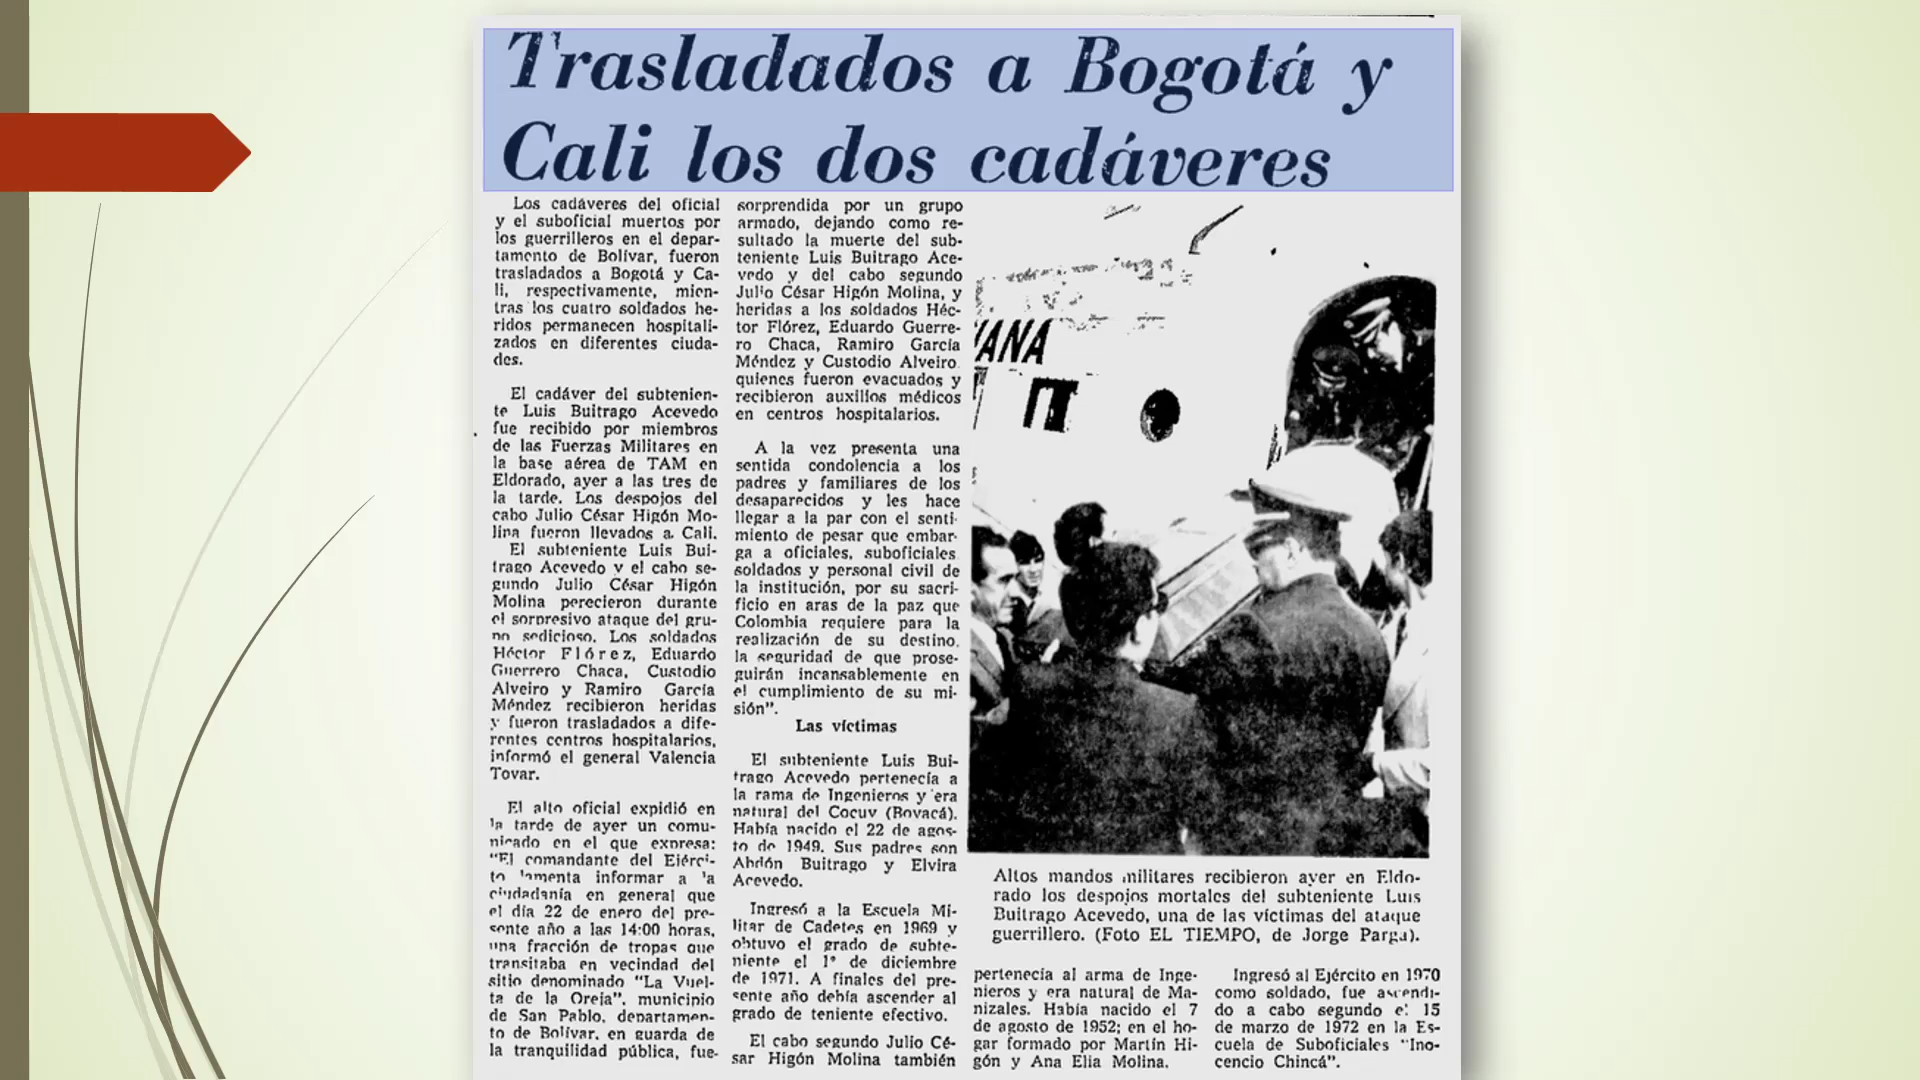 Trasladados a Bogotá y
Cali los dos cadáveres
Los cadáveres del oficial
y el suboficial muertos por
los guerrilleros en el depar-
tamento de Bolívar, fueron
trasladados a Bogotá y Ca-
li, respectivamente, mien-
tras los cuatro soldados he-
ridos permanecen hospitali-
zados en diferentes ciuda-
des.
El cadáver del subtenien-
te Luis Buitrago Acevedo
fue recibido por miembros
de las Fuerzas Militares en
la base aérea de TAM en
Eldorado, ayer a las tres de
la tarde. Los despojos del
cabo Julio César Higón Mo-
lina fueron llevados a Cali.
El subteniente Luis Bui-
trago Acevedo y el cabo se-
gundo Julio César Higón
Molina perecieron durante
el sorpresivo ataque del gru-
po sedicioso. Los soldados
Héctor Flórez, Eduardo
Guerrero Chaca, Custodio
Alveiro y Ramiro García
Méndez recibieron heridas
y fueron trasladados a dife-
rentes centros hospitalarios,
informó el general Valencia
Tovar.
El alto oficial expidió en
la tarde de ayer un comu-
nicado en el que expresa:
"El comandante del Ejérci-
to lamenta informar a la
ciudadanía en general que
el día 22 de enero del pre-
sente año a las 14:00 horas,
una fracción de tropas que
transitaba en vecindad del
sitio denominado "La Vuel-
ta de la Oreja", municipio
de San Pablo, departamen-
to de Bolívar, en guarda de
la tranquilidad pública, fue-
sorprendida por un grupo
armado, dejando como re-
sultado la muerte del sub-
teniente Luis Buitrago Ace-
vedo y del cabo segundo
Julio César Higón Molina, y
heridas a los soldados Héc-
tor Flórez, Eduardo Guerre-
ro Chaca, Ramiro García
Méndez y Custodio Alveiro
quienes fueron evacuados y
recibieron auxilios médicos
en centros hospitalarios.
A la vez presenta una
sentida condolencia a los
padres y familiares de los
desaparecidos y les hace
llegar a la par con el senti-
miento de pesar que embar-
ga a oficiales, suboficiales
soldados y personal civil de
la institución, por su sacri-
ficio en aras de la paz que
Colombia requiere para la
realización de su destino,
la seguridad de que prose-
guirán incansablemente en
el cumplimiento de su mi-
sión".
Las víctimas
El subteniente Luis Bui-
trago Acevedo pertenecía a
la rama de Ingenieros y era
natural del Cocuy (Boyacá).
Había nacido el 22 de agos-
to de 1949. Sus padres son
Abdón Buitrago y Elvira
Acevedo.
Ingresó a la Escuela Mi-
litar de Cadetes en 1969 y
obtuvo el grado de subte-
niente el 1º de diciembre
de 1971. A finales del pre-
sente año debía ascender al
grado de teniente efectivo.
El cabo segundo Julio Cé-
sar Higón Molina también
ANA
Altos mandos militares recibieron ayer en Eldo-
rado los despojos mortales del subteniente Luis
Buitrago Acevedo, una de las víctimas del ataque
guerrillero. (Foto EL TIEMPO, de Jorge Parga).
pertenecía al arma de Inge-
nieros y era natural de Ma-
nizales. Había nacido el 7
de agosto de 1952; en el ho-
gar formado por Martín Hi-
gón y Ana Elia Molina.
Ingresó al Ejército en 1970
como soldado, fue ascendi-
do a cabo segundo el 15
de marzo de 1972 en la Es-
cuela de Suboficiales "Ino-
cencio Chincá".